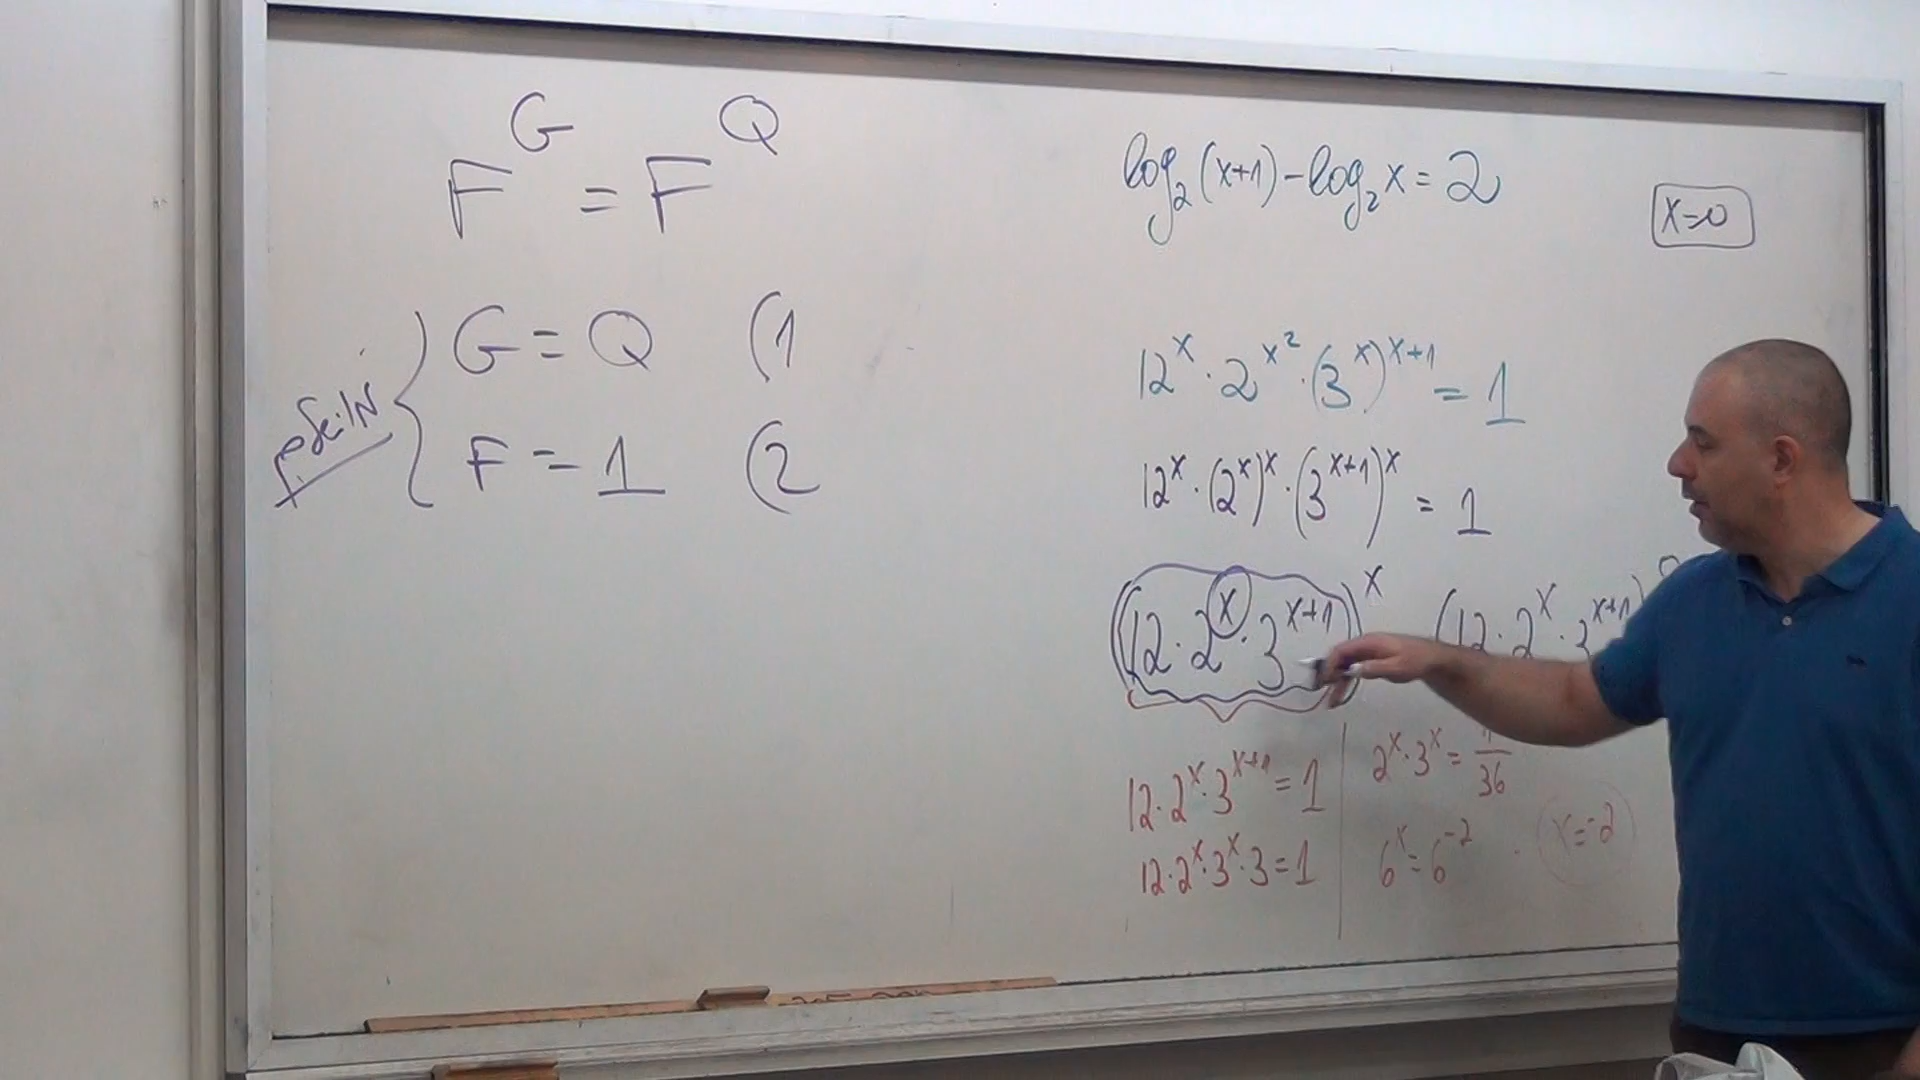 F^G = F^Q
G = Q (1
F = 1 (2
log₂(x+1) - log₂x = 2
x=0
12^x · 2^(x²) · (3^x)^(x+1) = 1
12^x · (2^x)^x · (3^(x+1))^x = 1
(12 · 2^x · 3^(x+1))^x (12 · 2^x · 3^(x+1))
12·2^x·3^(x+1) = 1
12·2^x·3^x·3 = 1
2^x·3^x = 1/36
6^x = 6^-2
x=-2